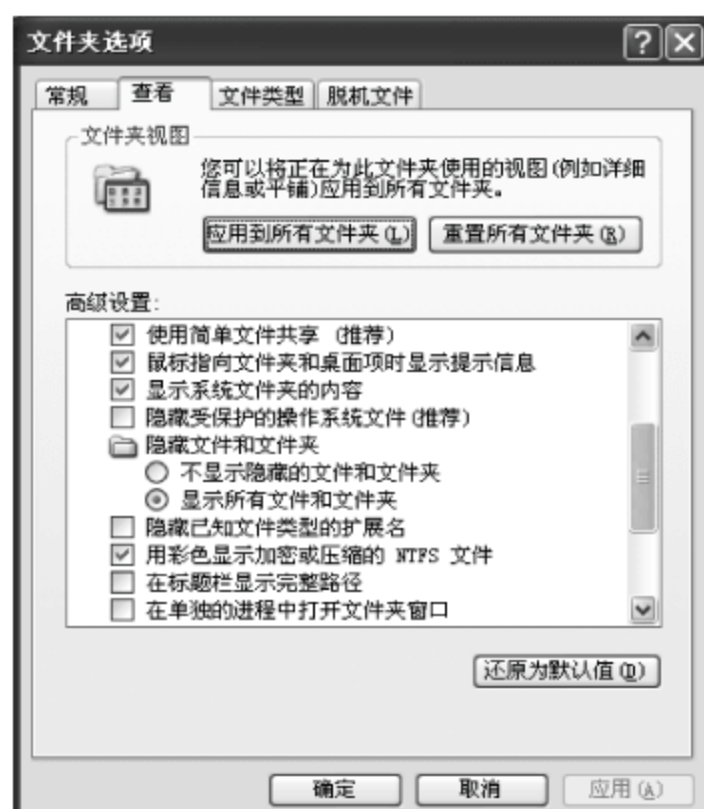 文件夹选项
常规 查看 文件类型 脱机文件
文件夹视图
您可以将正在为此文件夹使用的视图(例如详细
信息或平铺)应用到所有文件夹。
应用到所有文件夹(L) 重置所有文件夹(R)
高级设置:
使用简单文件共享 (推荐)
鼠标指向文件夹和桌面项时显示提示信息
显示系统文件夹的内容
隐藏受保护的操作系统文件(推荐)
隐藏文件和文件夹
不显示隐藏的文件和文件夹
显示所有文件和文件夹
隐藏已知文件类型的扩展名
用彩色显示加密或压缩的 NTFS 文件
在标题栏显示完整路径
在单独的进程中打开文件夹窗口
还原为默认值(D)
确定 取消 应用(A)